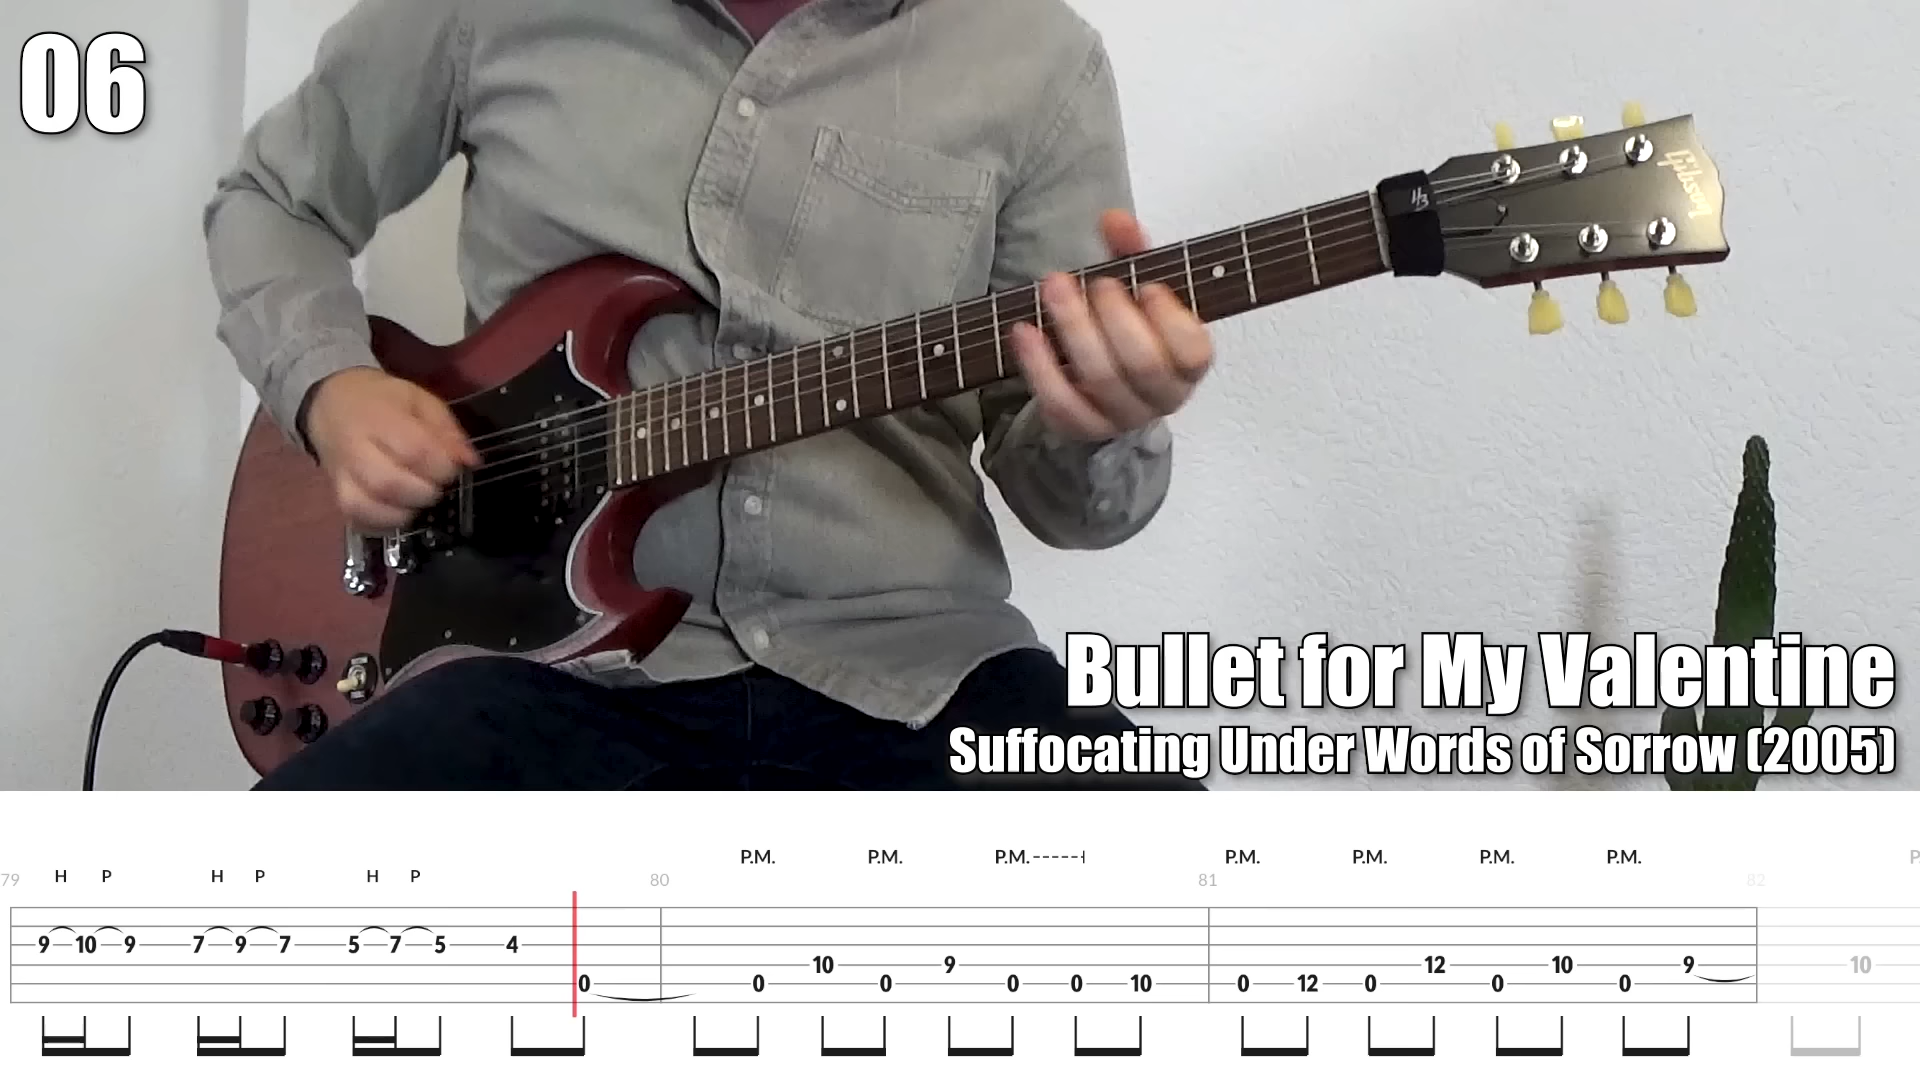 06
Gibson
Bullet for My Valentine
Suffocating Under Words of Sorrow (2005)
P.M. P.M. P.M. P.M. P.M. P.M. P.M. P.
H P H P H P
79 80 81 82
9 10 9 7 9 7 5 7 5 4
10 9 12 10 9 10
0 0 0 0 0 10 0 12 0 0 0